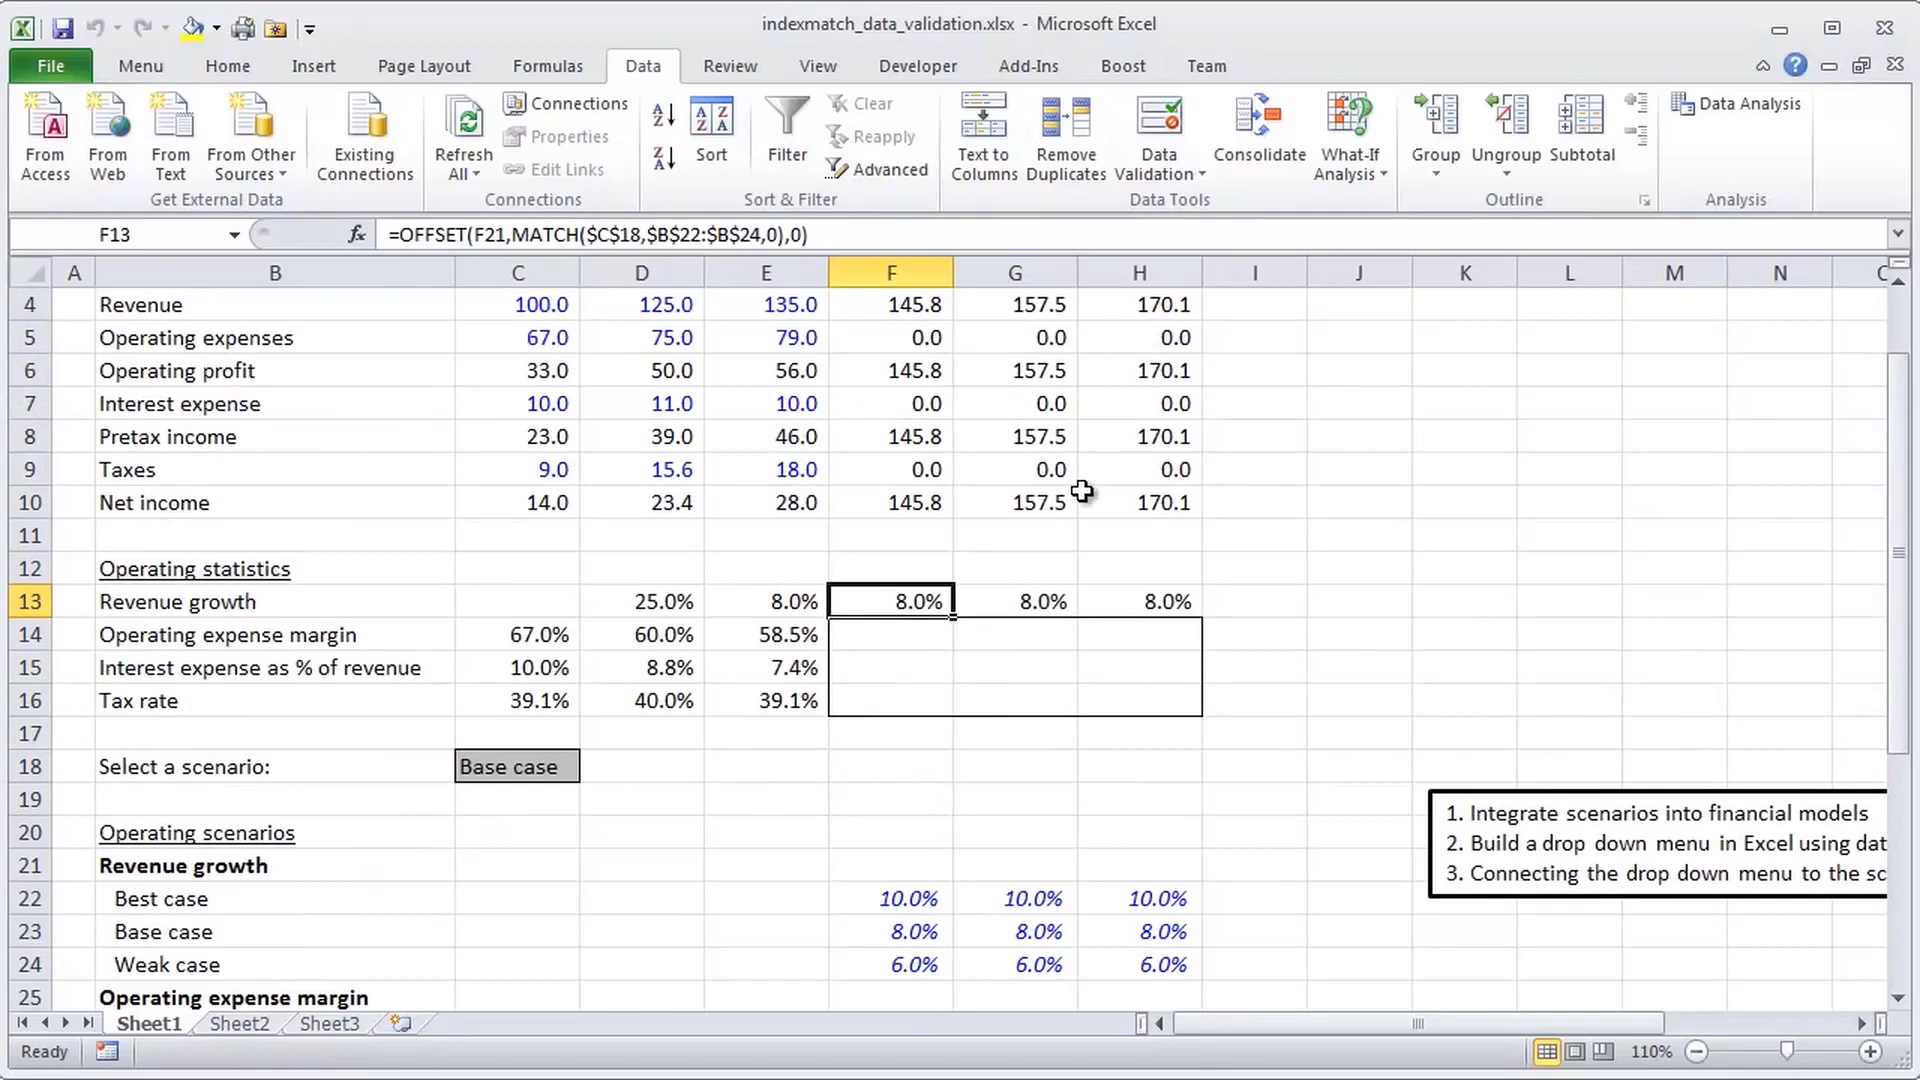 indexmatch_data_validation.xlsx - Microsoft Excel
File Menu Home Insert Page Layout Formulas Data Review View Developer Add-Ins Boost Team
From Access
From Web
From Text
From Other Sources
Existing Connections
Get External Data
Refresh All
Connections
Properties
Edit Links
Connections
Sort
Filter
Clear
Reapply
Advanced
Sort & Filter
Text to Columns
Remove Duplicates
Data Validation
Consolidate
What-If Analysis
Data Tools
Group
Ungroup
Subtotal
Outline
Data Analysis
Analysis
F13 fx =OFFSET(F21,MATCH($C$18,$B$22:$B$24,0),0)
A B C D E F G H I J K L M N
4 Revenue 100.0 125.0 135.0 145.8 157.5 170.1
5 Operating expenses 67.0 75.0 79.0 0.0 0.0 0.0
6 Operating profit 33.0 50.0 56.0 145.8 157.5 170.1
7 Interest expense 10.0 11.0 10.0 0.0 0.0 0.0
8 Pretax income 23.0 39.0 46.0 145.8 157.5 170.1
9 Taxes 9.0 15.6 18.0 0.0 0.0 0.0
10 Net income 14.0 23.4 28.0 145.8 157.5 170.1
11
12 Operating statistics
13 Revenue growth 25.0% 8.0% 8.0% 8.0% 8.0%
14 Operating expense margin 67.0% 60.0% 58.5%
15 Interest expense as % of revenue 10.0% 8.8% 7.4%
16 Tax rate 39.1% 40.0% 39.1%
17
18 Select a scenario: Base case
19
1. Integrate scenarios into financial models
20 Operating scenarios
2. Build a drop down menu in Excel using dat
21 Revenue growth
3. Connecting the drop down menu to the sc
22 Best case 10.0% 10.0% 10.0%
23 Base case 8.0% 8.0% 8.0%
24 Weak case 6.0% 6.0% 6.0%
25 Operating expense margin
Sheet1 Sheet2 Sheet3
Ready 110%